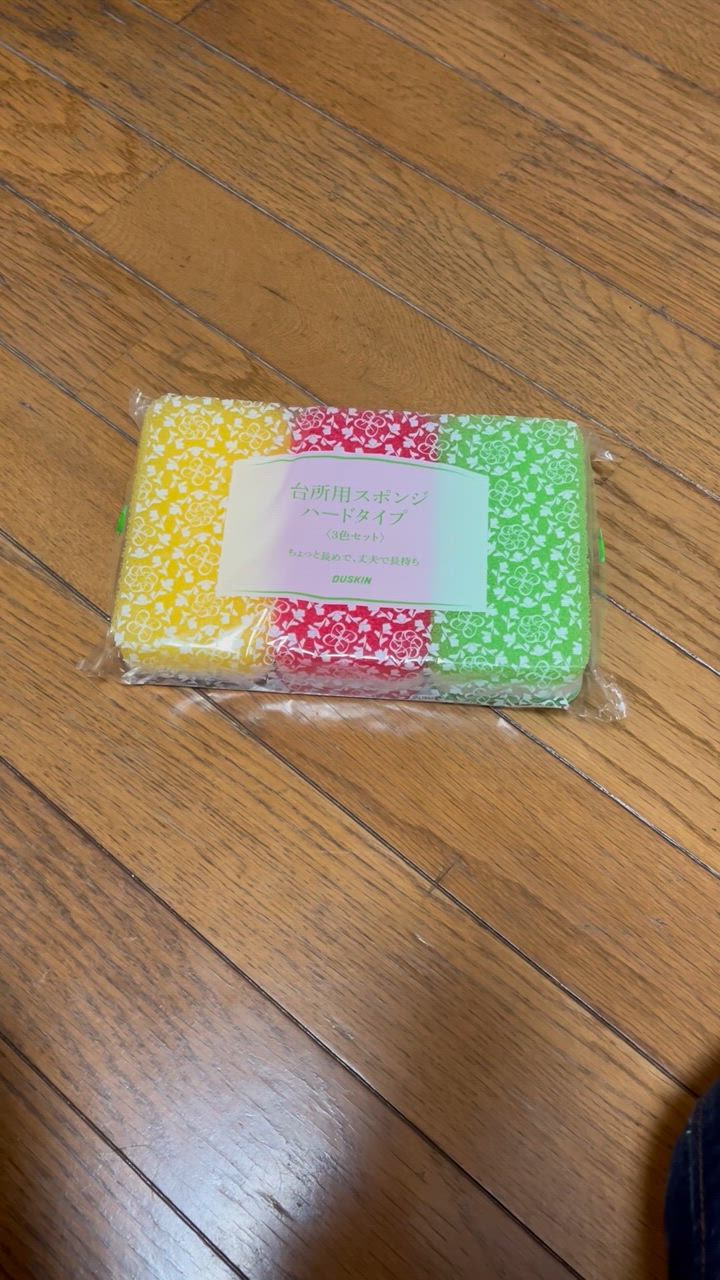 台所用スポンジ
ハードタイプ
〈3色セット〉
ちょっと長めで、丈夫で長持ち
DUSKIN